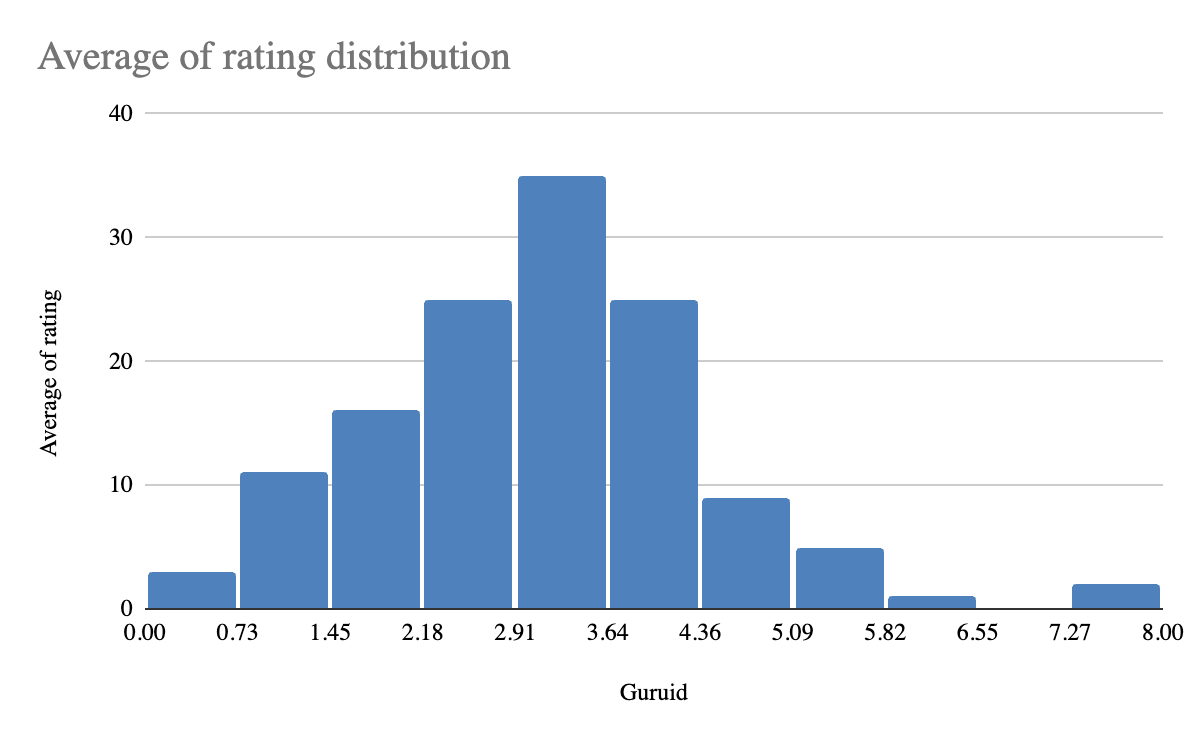 Average of rating distribution
40
30
20
10
0
Average of rating
0.00 0.73 1.45 2.18 2.91 3.64 4.36 5.09 5.82 6.55 7.27 8.00
Guruid